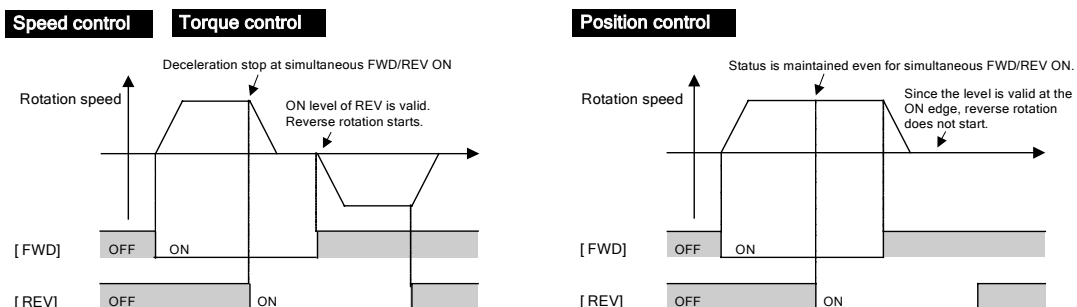 Speed control
Torque control
Deceleration stop at simultaneous FWD/REV ON
Rotation speed
ON level of REV is valid.
Reverse rotation starts.
[FWD]
OFF
ON
[REV]
OFF
ON
Position control
Status is maintained even for simultaneous FWD/REV ON.
Rotation speed
Since the level is valid at the
ON edge, reverse rotation
does not start.
[FWD]
OFF
ON
[REV]
OFF
ON